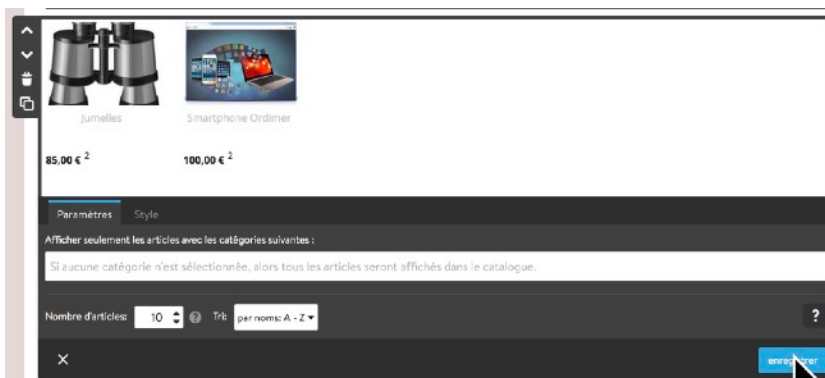 Jumelles
Smartphone Ordimer
85,00 € 2
100,00 € 2
Paramètres
Style
Afficher seulement les articles avec les catégories suivantes :
Si aucune catégorie n'est sélectionnée, alors tous les articles seront affichés dans le catalogue.
Nombre d'articles: 10 ? Tri: par noms: A - Z
?
enregistrer